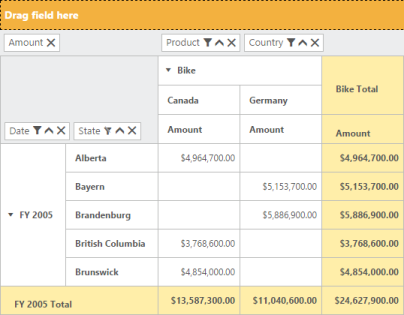 Drag field here
Amount Product Country
Bike Bike Total
Canada Germany
Date State Amount Amount Amount
FY 2005 Alberta $4,964,700.00 $4,964,700.00
Bayern $5,153,700.00 $5,153,700.00
Brandenburg $5,886,900.00 $5,886,900.00
British Columbia $3,768,600.00 $3,768,600.00
Brunswick $4,854,000.00 $4,854,000.00
FY 2005 Total $13,587,300.00 $11,040,600.00 $24,627,900.00